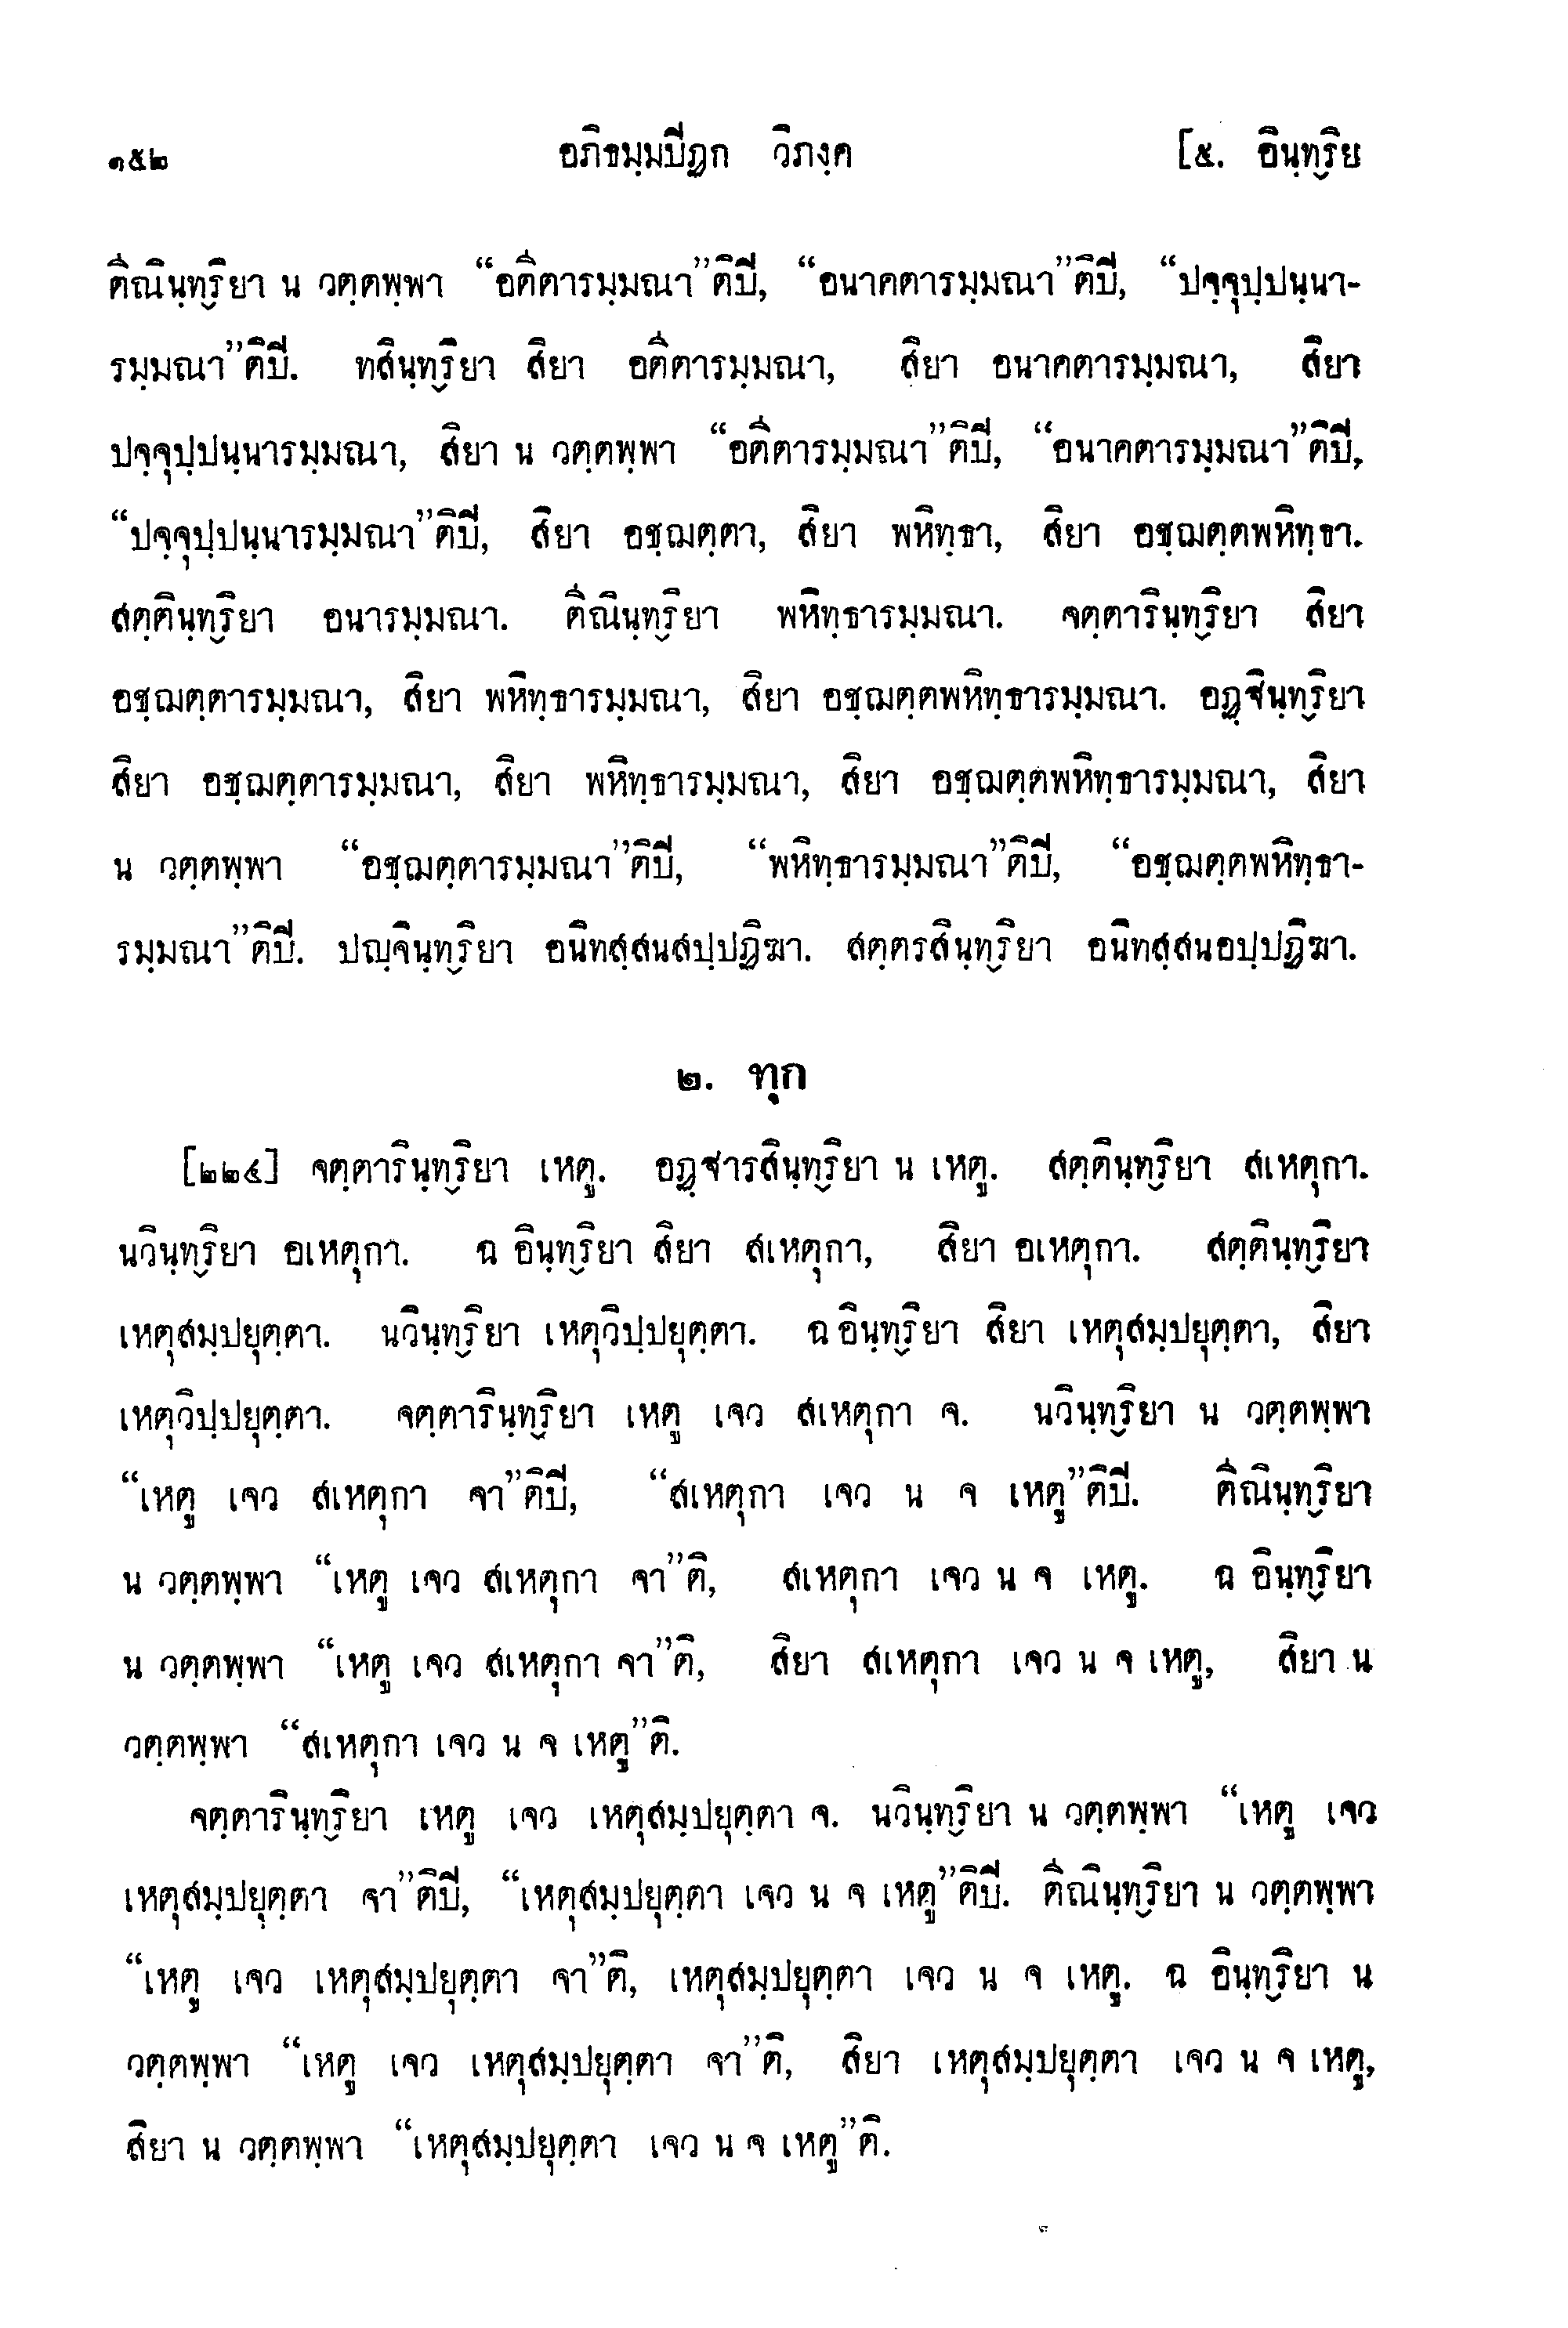 ๑๕๒ อภิธมฺมปิฏก วิภงฺค [๕. อินฺทฺริย
ตีณินฺทฺริยา น วตฺตพฺพา “อตีตารมฺมณา”ติปิ, “อนาคตารมฺมณา”ติปิ, “ปจฺจุปฺปนฺนา-
รมฺมณา”ติปิ. ทสินฺทฺริยา สิยา อตีตารมฺมณา, สิยา อนาคตารมฺมณา, สิยา
ปจฺจุปฺปนฺนารมฺมณา, สิยา น วตฺตพฺพา “อตีตารมฺมณา”ติปิ, “อนาคตารมฺมณา”ติปิ,
“ปจฺจุปฺปนฺนารมฺมณา”ติปิ, สิยา อชฺฌตฺตา, สิยา พหิทฺธา, สิยา อชฺฌตฺตพหิทฺธา.
สตฺตินฺทฺริยา อนารมฺมณา. ตีณินฺทฺริยา พหิทฺธารมฺมณา. จตฺตารินฺทฺริยา สิยา
อชฺฌตฺตารมฺมณา, สิยา พหิทฺธารมฺมณา, สิยา อชฺฌตฺตพหิทฺธารมฺมณา. อฏฺฐินฺทฺริยา
สิยา อชฺฌตฺตารมฺมณา, สิยา พหิทฺธารมฺมณา, สิยา อชฺฌตฺตพหิทฺธารมฺมณา, สิยา
น วตฺตพฺพา “อชฺฌตฺตารมฺมณา”ติปิ, “พหิทฺธารมฺมณา”ติปิ, “อชฺฌตฺตพหิทฺธา-
รมฺมณา”ติปิ. ปญฺจินฺทฺริยา อนิทสฺสนสปฺปฏิฆา. สตฺตรสินฺทฺริยา อนิทสฺสนอปฺปฏิฆา.
๒. ทุก
[๒๒๔] จตฺตารินฺทฺริยา เหตู. อฏฺฐารสินฺทฺริยา น เหตู. สตฺตินฺทฺริยา สเหตุกา.
นวินฺทฺริยา อเหตุกา. ฉ อินฺทฺริยา สิยา สเหตุกา, สิยา อเหตุกา. สตฺตินฺทฺริยา
เหตุสมฺปยุตฺตา. นวินฺทฺริยา เหตุวิปฺปยุตฺตา. ฉ อินฺทฺริยา สิยา เหตุสมฺปยุตฺตา, สิยา
เหตุวิปฺปยุตฺตา. จตฺตารินฺทฺริยา เหตู เจว สเหตุกา จ. นวินฺทฺริยา น วตฺตพฺพา
“เหตู เจว สเหตุกา จา”ติปิ, “สเหตุกา เจว น จ เหตู”ติปิ. ตีณินฺทฺริยา
น วตฺตพฺพา “เหตู เจว สเหตุกา จา”ติ, สเหตุกา เจว น จ เหตู. ฉ อินฺทฺริยา
น วตฺตพฺพา “เหตู เจว สเหตุกา จา”ติ, สิยา สเหตุกา เจว น จ เหตู, สิยา น
วตฺตพฺพา “สเหตุกา เจว น จ เหตู”ติ.
จตฺตารินฺทฺริยา เหตู เจว เหตุสมฺปยุตฺตา จ. นวินฺทฺริยา น วตฺตพฺพา “เหตู เจว
เหตุสมฺปยุตฺตา จา”ติปิ, “เหตุสมฺปยุตฺตา เจว น จ เหตู”ติปิ. ตีณินฺทฺริยา น วตฺตพฺพา
“เหตู เจว เหตุสมฺปยุตฺตา จา”ติ, เหตุสมฺปยุตฺตา เจว น จ เหตู. ฉ อินฺทฺริยา น
วตฺตพฺพา “เหตู เจว เหตุสมฺปยุตฺตา จา”ติ, สิยา เหตุสมฺปยุตฺตา เจว น จ เหตู,
สิยา น วตฺตพฺพา “เหตุสมฺปยุตฺตา เจว น จ เหตู”ติ.